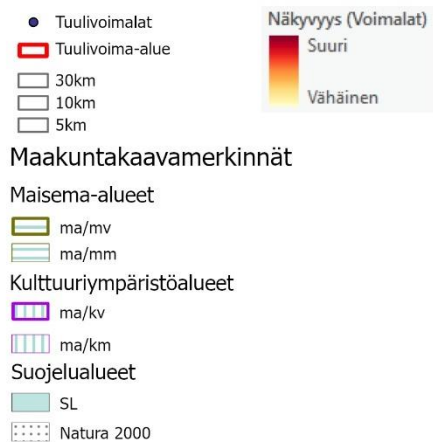 Tuulivoimalat
Tuulivoima-alue
30km
10km
5km
Näkyvyys (Voimalat)
Suuri
Vähäinen
Maakuntakaavamerkinnät
Maisema-alueet
ma/mv
ma/mm
Kulttuuriympäristöalueet
ma/kv
ma/km
Suojelualueet
SL
Natura 2000